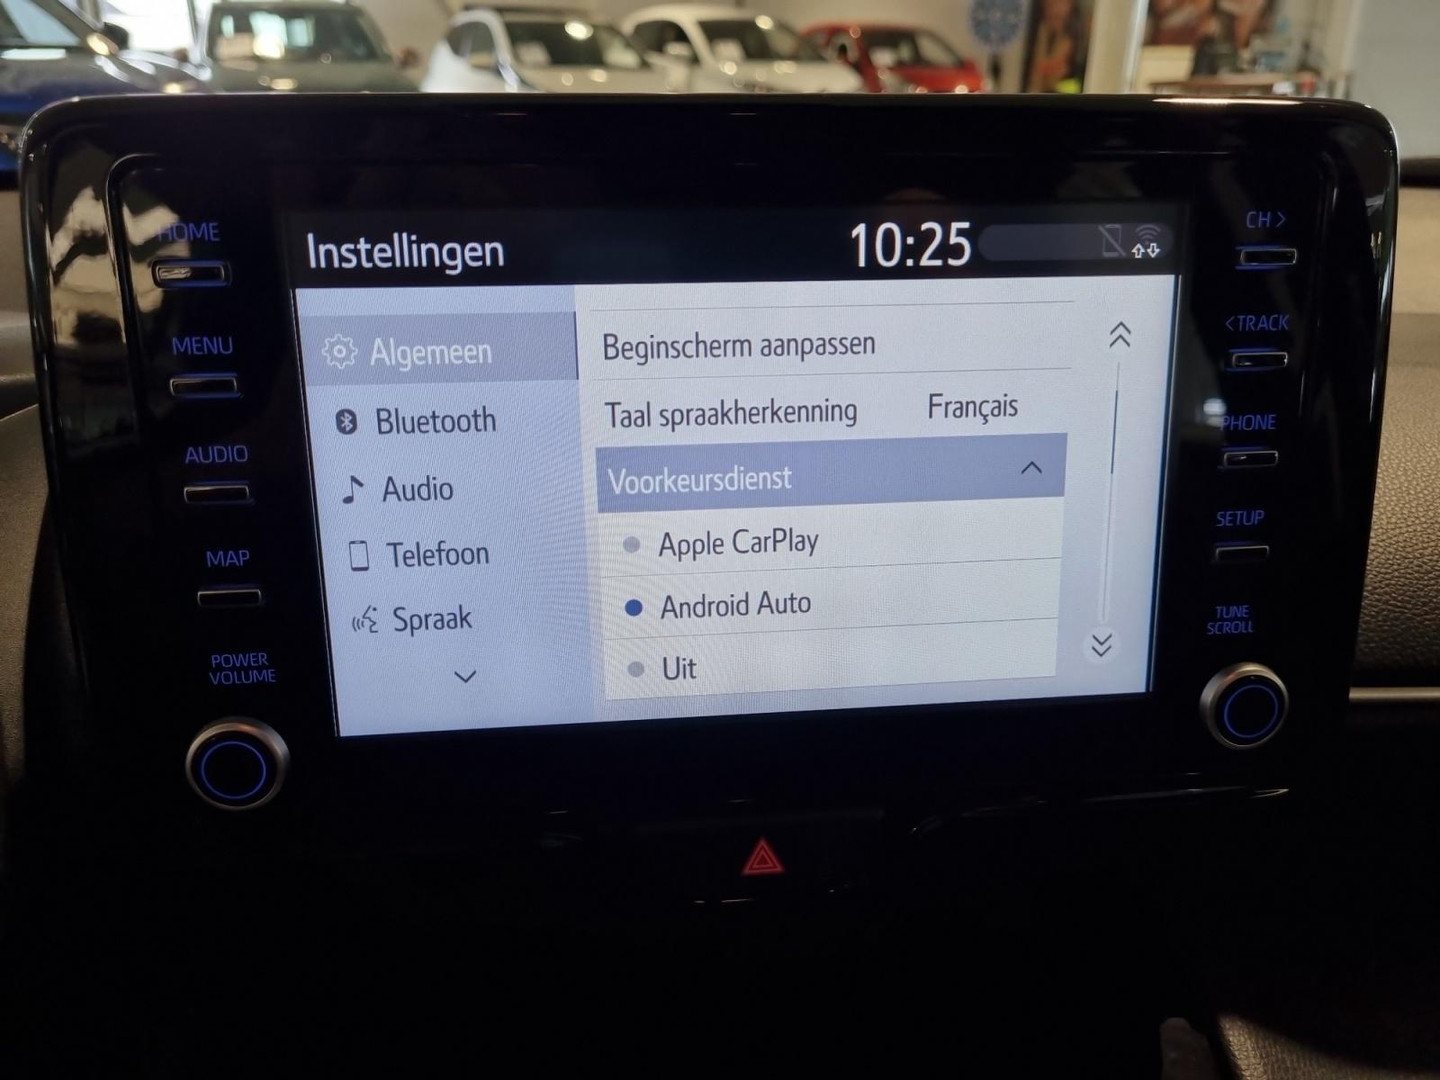 HOME
MENU
AUDIO
MAP
POWER
VOLUME
Instellingen
10:25
Algemeen
Bluetooth
Audio
Telefoon
Spraak
Beginscherm aanpassen
Taal spraakherkenning Français
Voorkeursdienst
Apple CarPlay
Android Auto
Uit
CH >
< TRACK
PHONE
SETUP
TUNE
SCROLL